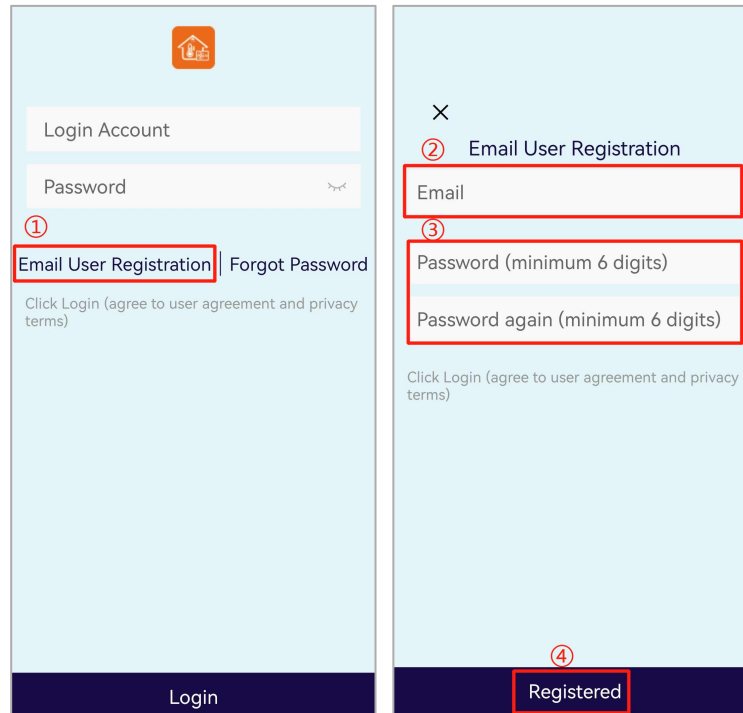 Login Account
Password
①
Email User Registration | Forgot Password
Click Login (agree to user agreement and privacy
terms)
Login
②
Email User Registration
Email
③
Password (minimum 6 digits)
Password again (minimum 6 digits)
Click Login (agree to user agreement and privacy
terms)
④
Registered